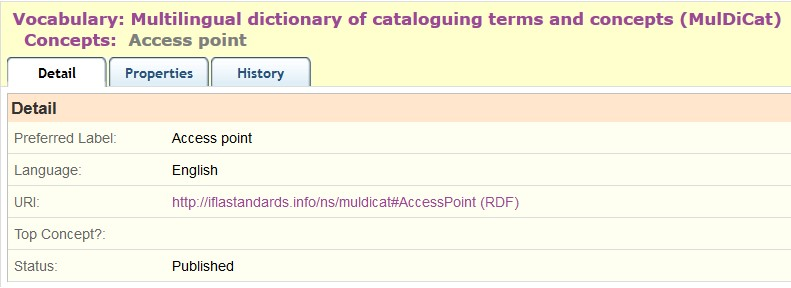 Vocabulary: Multilingual dictionary of cataloguing terms and concepts (MulDiCat)
Concepts: Access point
Detail Properties History
Detail
Preferred Label: Access point
Language: English
URI: http://iflastandards.info/ns/muldicat#AccessPoint (RDF)
Top Concept?:
Status: Published